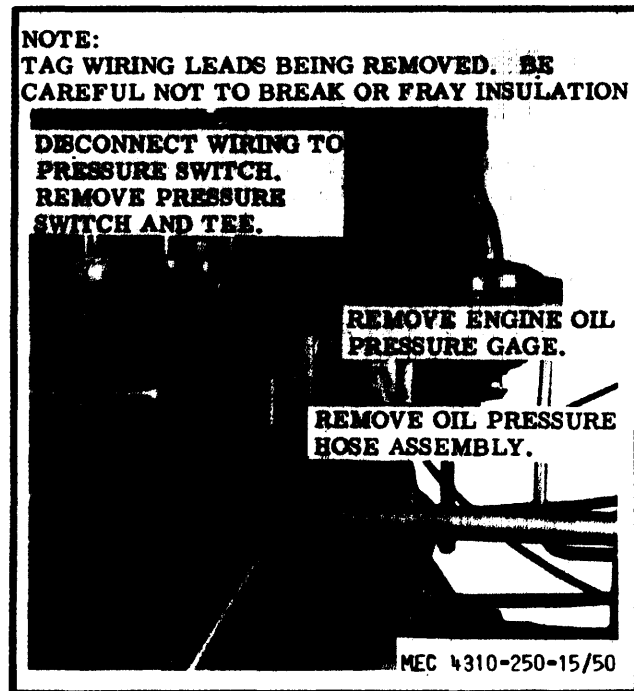 NOTE:
TAG WIRING LEADS BEING REMOVED. BE
CAREFUL NOT TO BREAK OR FRAY INSULATION
DISCONNECT WIRING TO
PRESSURE SWITCH.
REMOVE PRESSURE
SWITCH AND TEE.
REMOVE ENGINE OIL
PRESSURE GAGE.
REMOVE OIL PRESSURE
HOSE ASSEMBLY.
MEC 4310-250-15/50